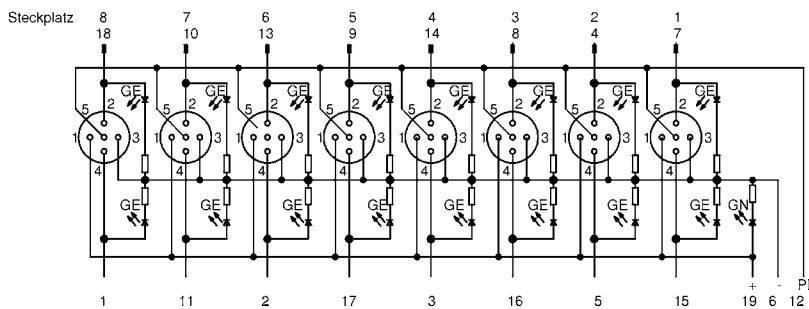 Steckplatz 8 7 6 5 4 3 2 1
18 10 13 9 14 8 4 7
GE GE GE GE GE GE GE GE
5 2 5 2 5 2 5 2 5 2 5 2 5 2 5 2
1 3 1 3 1 3 1 3 1 3 1 3 1 3 1 3
4 4 4 4 4 4 4 4
GE GE GE GE GE GE GE GE GN
+ -
1 11 2 17 3 16 5 15 19 6 12